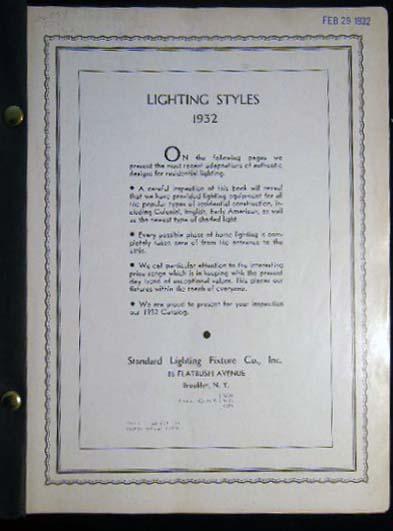 FEB 29 1932
LIGHTING STYLES
1932
ON the following pages we
present the most recent adaptations of authentic
designs for residential lighting.
• A careful inspection of this book will reveal
that we have provided lighting equipment for all
the popular types of residential construction, in-
cluding Colonial, English, Early American, as well
as the newest type of shaded light.
• Every possible phase of home lighting is com-
pletely taken care of from the entrance to the
attic.
• We call particular attention to the interesting
price range which is in keeping with the present
day trend of exceptional values. This places our
fixtures within the reach of everyone.
• We are proud to present for your inspection
our 1932 Catalog.
Standard Lighting Fixture Co., Inc.
FLATBUSH AVENUE
Brooklyn, N. Y.